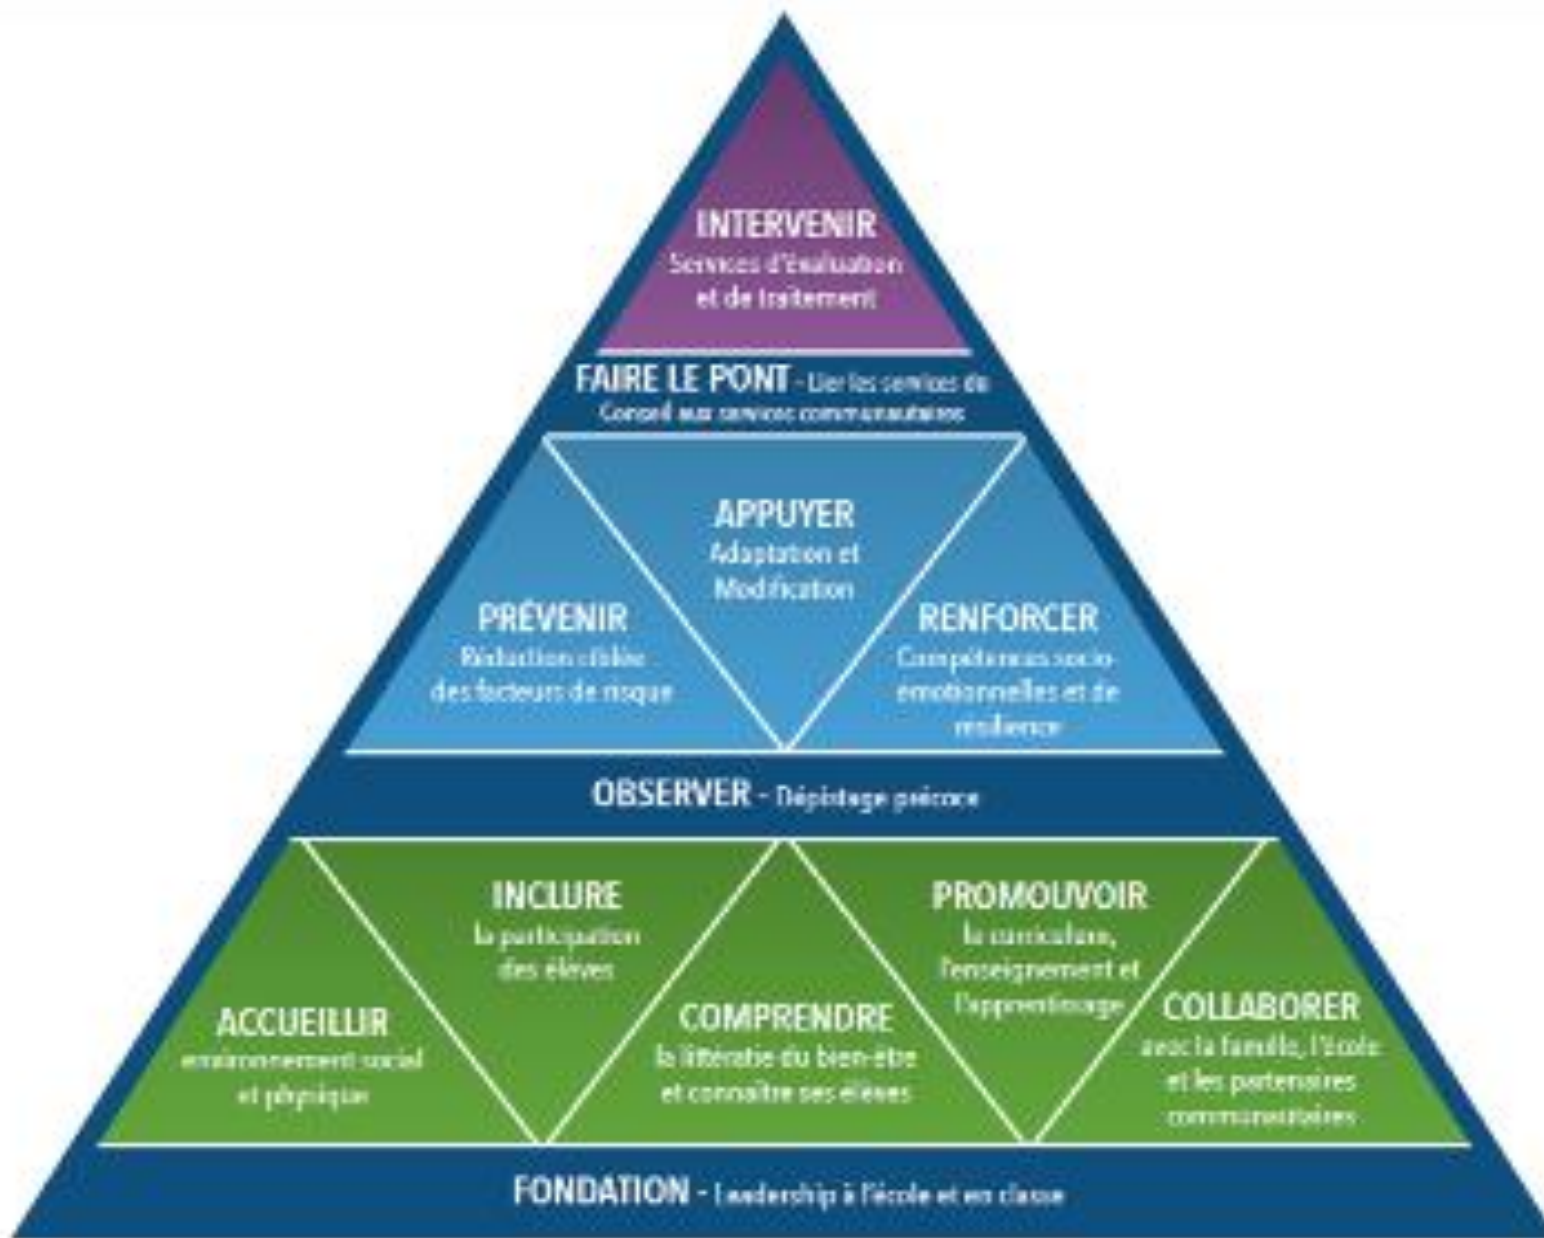 INTERVENIR
Services d'évaluation
et de traitement
FAIRE LE PONT - Lier les services du
Conseil aux services communautaires
APPUYER
Adaptation et
Modification
PRÉVENIR
Réduction ciblée
des facteurs de risque
RENFORCER
Compétences socio-
émotionnelles et de
résilience
OBSERVER - Dépistage précoce
INCLURE
la participation
des élèves
PROMOUVOIR
le curriculum,
l'enseignement et
l'apprentissage
ACCUEILLIR
environnement social
et physique
COMPRENDRE
la littératie du bien-être
et connaître ses élèves
COLLABORER
avec la famille, l'école
et les partenaires
communautaires
FONDATION - Leadership à l'école et en classe